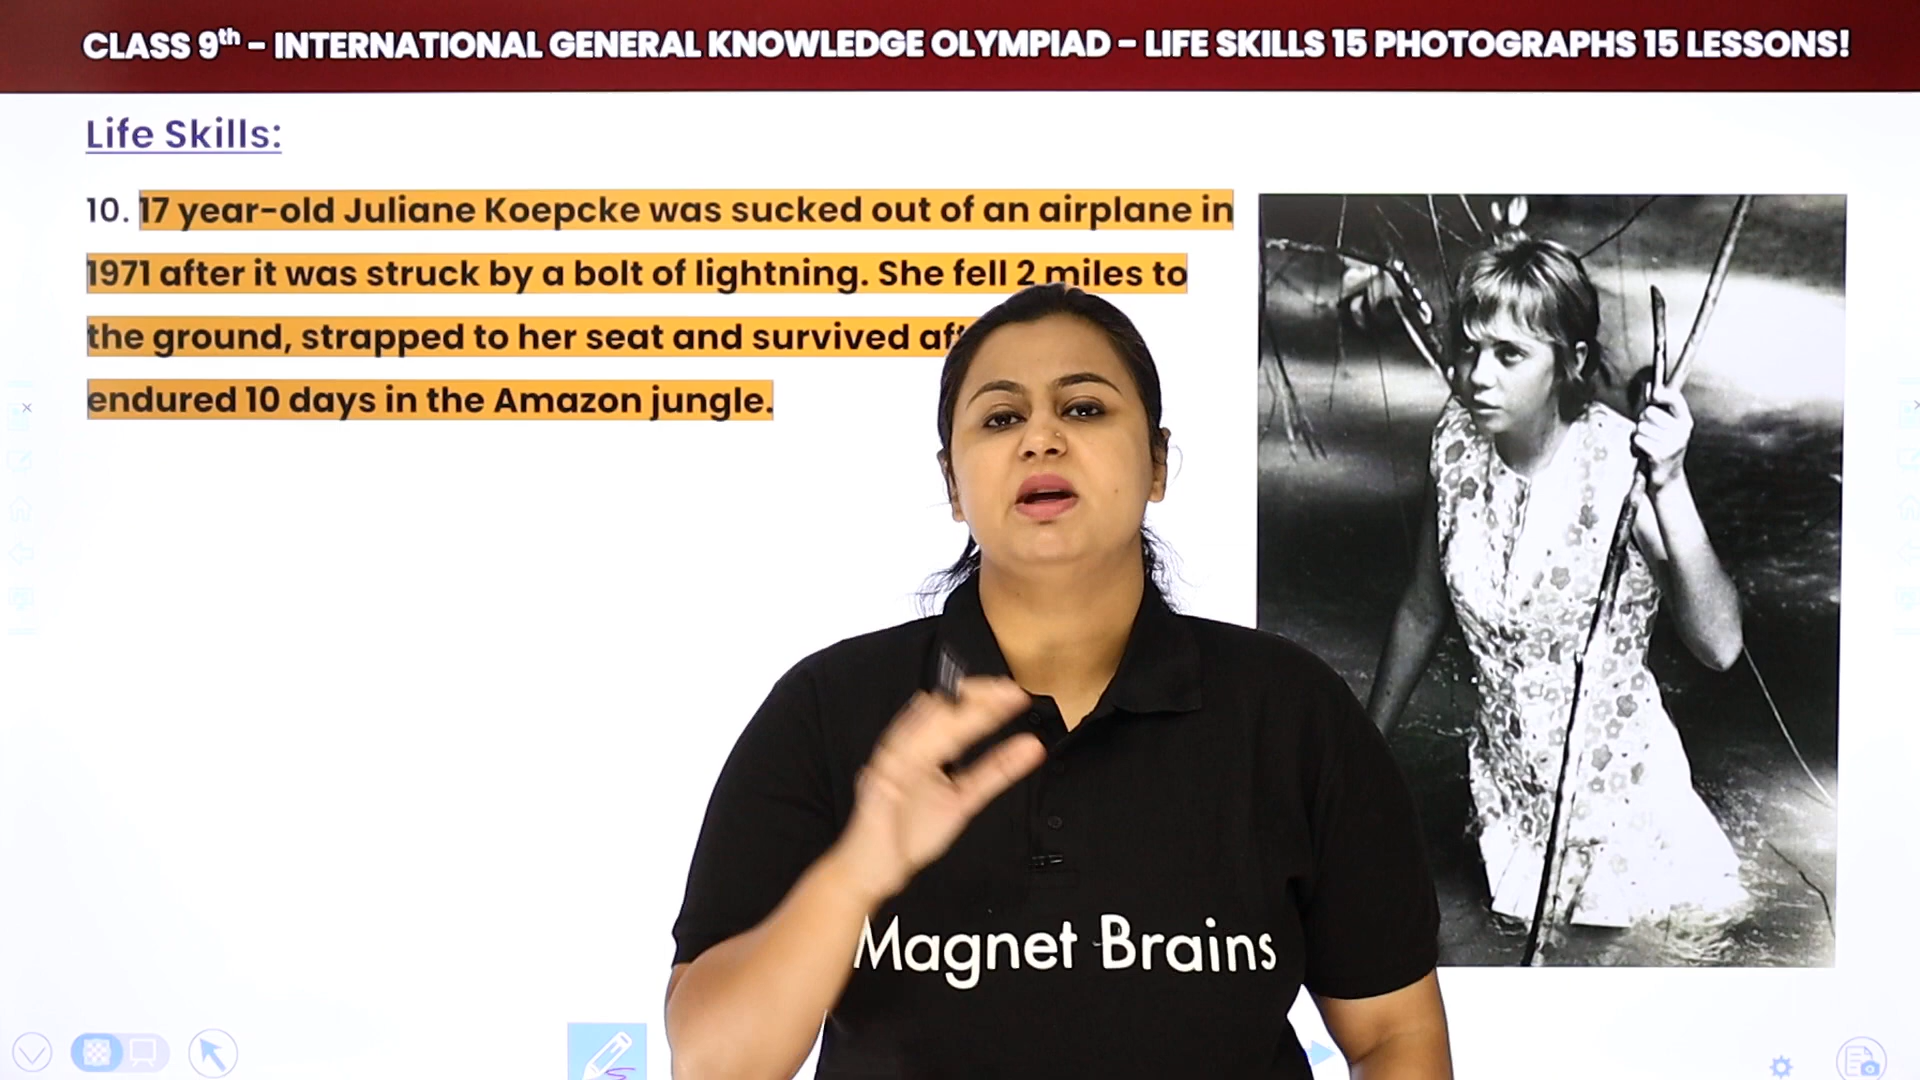 CLASS 9th – INTERNATIONAL GENERAL KNOWLEDGE OLYMPIAD – LIFE SKILLS 15 PHOTOGRAPHS 15 LESSONS!
Life Skills:
10. 17 year-old Juliane Koepcke was sucked out of an airplane in
1971 after it was struck by a bolt of lightning. She fell 2 miles to
the ground, strapped to her seat and survived
endured 10 days in the Amazon jungle.
Magnet Brains